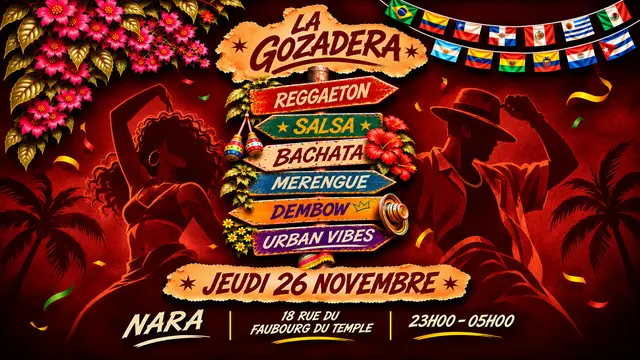 LA
GOZADERA
REGGAETON
SALSA
BACHATA
MERENGUE
DEMBOW
URBAN VIBES
JEUDI 26 NOVEMBRE
NARA
18 RUE DU
FAUBOURG DU TEMPLE
23H00 - 05H00